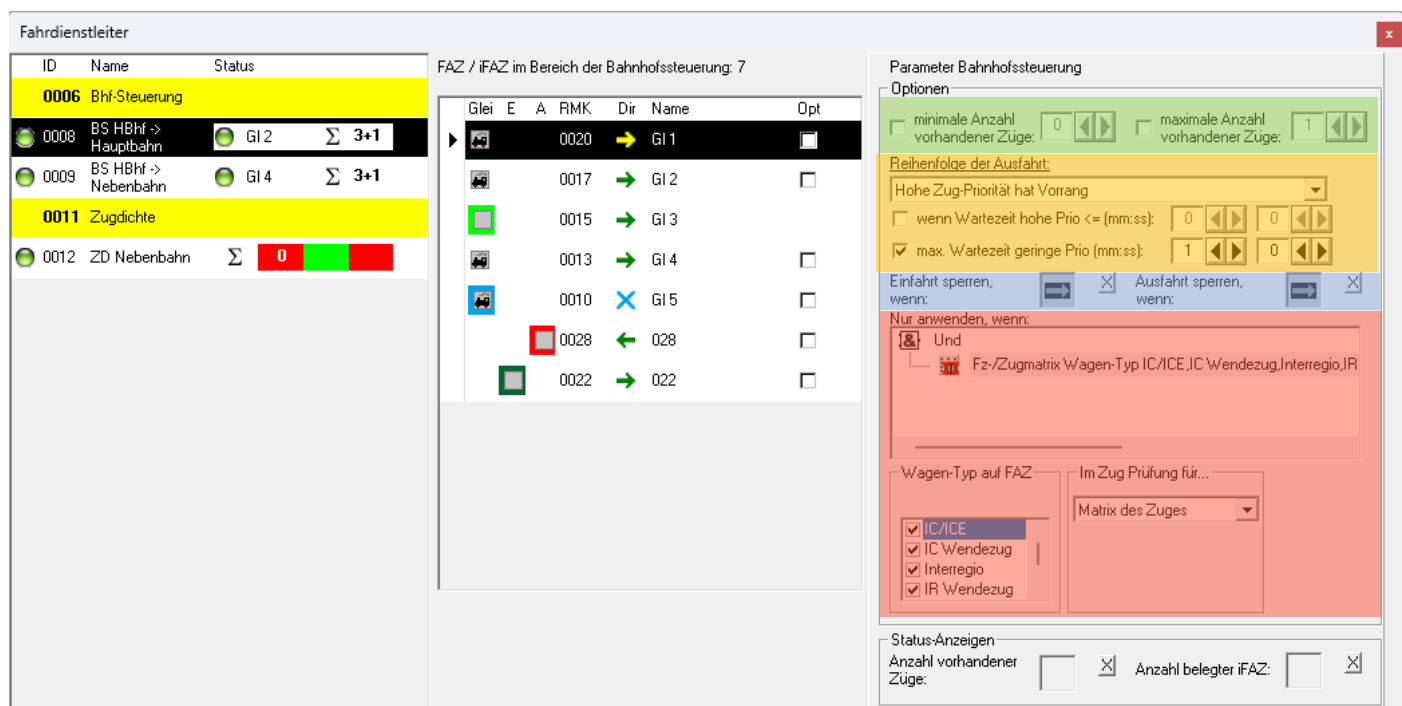 Fahrdienstleiter
x
ID Name Status
0006 Bhf-Steuerung
0008 BS HBhf -> Hauptbahn Gl 2 Σ 3+1
0009 BS HBhf -> Nebenbahn Gl 4 Σ 3+1
0011 Zugdichte
0012 ZD Nebenbahn Σ 0
FAZ / iFAZ im Bereich der Bahnhofssteuerung: 7
Glei E A RMK Dir Name Opt
0020 Gl 1
0017 Gl 2
0015 Gl 3
0013 Gl 4
0010 Gl 5
0028 028
0022 022
Parameter Bahnhofssteuerung
Optionen
minimale Anzahl vorhandener Züge: 0
maximale Anzahl vorhandener Züge: 1
Reihenfolge der Ausfahrt:
Hohe Zug-Priorität hat Vorrang
wenn Wartezeit hohe Prio <= (mm:ss): 0 0
max. Wartezeit geringe Prio (mm:ss): 1 0
Einfahrt sperren, wenn: X
Ausfahrt sperren, wenn: X
Nur anwenden, wenn:
& Und
Fz-/Zugmatrix Wagen-Typ IC/ICE,IC Wendezug,Interregio,IR
Wagen-Typ auf FAZ
IC/ICE
IC Wendezug
Interregio
IR Wendezug
Im Zug Prüfung für...
Matrix des Zuges
Status-Anzeigen
Anzahl vorhandener Züge: X
Anzahl belegter iFAZ: X